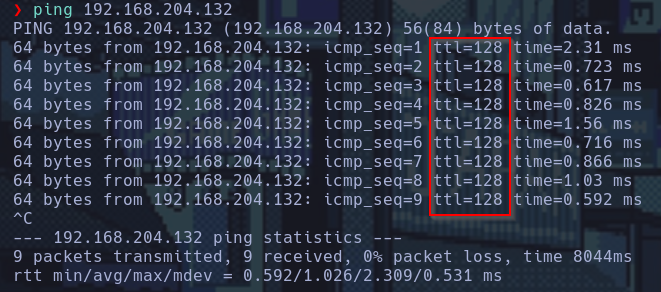 ❯ ping 192.168.204.132
PING 192.168.204.132 (192.168.204.132) 56(84) bytes of data.
64 bytes from 192.168.204.132: icmp_seq=1 ttl=128 time=2.31 ms
64 bytes from 192.168.204.132: icmp_seq=2 ttl=128 time=0.723 ms
64 bytes from 192.168.204.132: icmp_seq=3 ttl=128 time=0.617 ms
64 bytes from 192.168.204.132: icmp_seq=4 ttl=128 time=0.826 ms
64 bytes from 192.168.204.132: icmp_seq=5 ttl=128 time=1.56 ms
64 bytes from 192.168.204.132: icmp_seq=6 ttl=128 time=0.716 ms
64 bytes from 192.168.204.132: icmp_seq=7 ttl=128 time=0.866 ms
64 bytes from 192.168.204.132: icmp_seq=8 ttl=128 time=1.03 ms
64 bytes from 192.168.204.132: icmp_seq=9 ttl=128 time=0.592 ms
^C
--- 192.168.204.132 ping statistics ---
9 packets transmitted, 9 received, 0% packet loss, time 8044ms
rtt min/avg/max/mdev = 0.592/1.026/2.309/0.531 ms